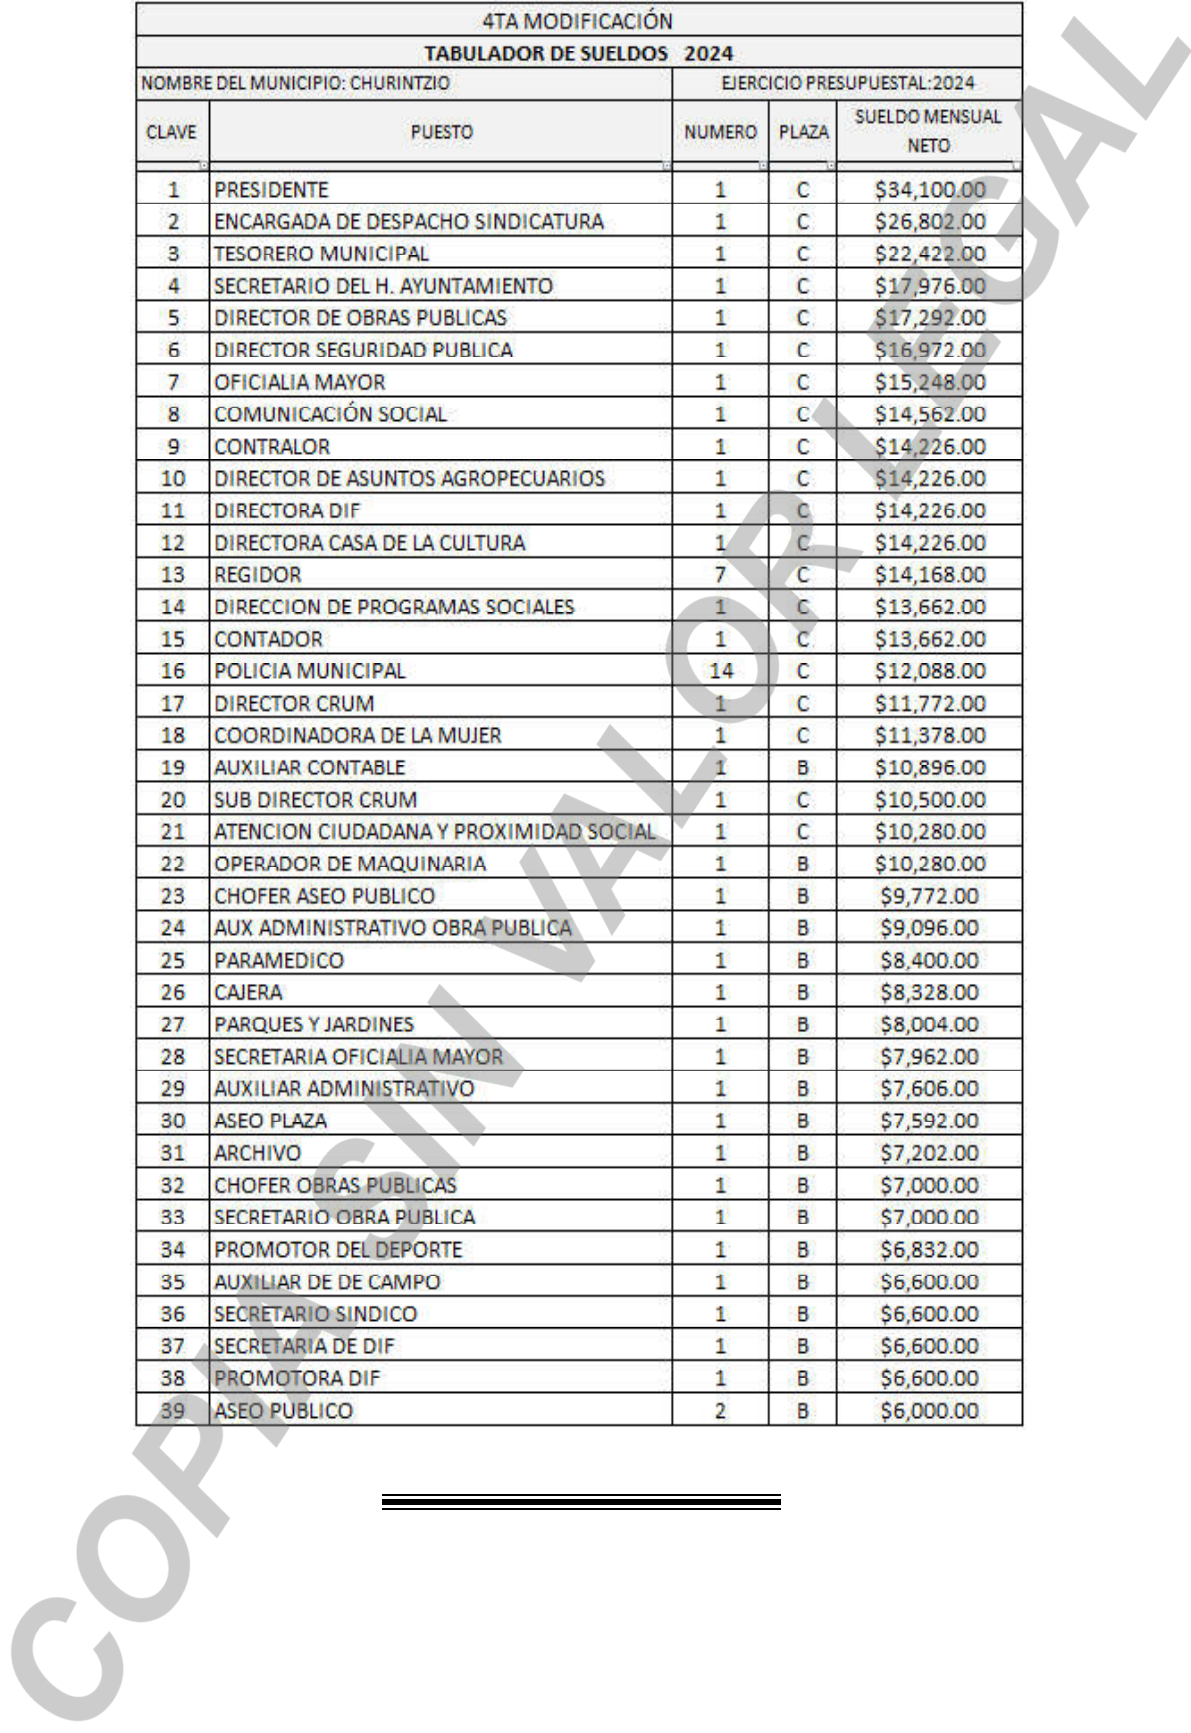 4TA MODIFICACIÓN
TABULADOR DE SUELDOS 2024
NOMBRE DEL MUNICIPIO: CHURINTZIO EJERCICIO PRESUPUESTAL:2024
CLAVE PUESTO NUMERO PLAZA SUELDO MENSUAL NETO
1 PRESIDENTE 1 C $34,100.00
2 ENCARGADA DE DESPACHO SINDICATURA 1 C $26,802.00
3 TESORERO MUNICIPAL 1 C $22,422.00
4 SECRETARIO DEL H. AYUNTAMIENTO 1 C $17,976.00
5 DIRECTOR DE OBRAS PUBLICAS 1 C $17,292.00
6 DIRECTOR SEGURIDAD PUBLICA 1 C $16,972.00
7 OFICIALIA MAYOR 1 C $15,248.00
8 COMUNICACIÓN SOCIAL 1 C $14,562.00
9 CONTRALOR 1 C $14,226.00
10 DIRECTOR DE ASUNTOS AGROPECUARIOS 1 C $14,226.00
11 DIRECTORA DIF 1 C $14,226.00
12 DIRECTORA CASA DE LA CULTURA 1 C $14,226.00
13 REGIDOR 7 C $14,168.00
14 DIRECCION DE PROGRAMAS SOCIALES 1 C $13,662.00
15 CONTADOR 1 C $13,662.00
16 POLICIA MUNICIPAL 14 C $12,088.00
17 DIRECTOR CRUM 1 C $11,772.00
18 COORDINADORA DE LA MUJER 1 C $11,378.00
19 AUXILIAR CONTABLE 1 B $10,896.00
20 SUB DIRECTOR CRUM 1 C $10,500.00
21 ATENCION CIUDADANA Y PROXIMIDAD SOCIAL 1 C $10,280.00
22 OPERADOR DE MAQUINARIA 1 B $10,280.00
23 CHOFER ASEO PUBLICO 1 B $9,772.00
24 AUX ADMINISTRATIVO OBRA PUBLICA 1 B $9,096.00
25 PARAMEDICO 1 B $8,400.00
26 CAJERA 1 B $8,328.00
27 PARQUES Y JARDINES 1 B $8,004.00
28 SECRETARIA OFICIALIA MAYOR 1 B $7,962.00
29 AUXILIAR ADMINISTRATIVO 1 B $7,606.00
30 ASEO PLAZA 1 B $7,592.00
31 ARCHIVO 1 B $7,202.00
32 CHOFER OBRAS PUBLICAS 1 B $7,000.00
33 SECRETARIO OBRA PUBLICA 1 B $7,000.00
34 PROMOTOR DEL DEPORTE 1 B $6,832.00
35 AUXILIAR DE DE CAMPO 1 B $6,600.00
36 SECRETARIO SINDICO 1 B $6,600.00
37 SECRETARIA DE DIF 1 B $6,600.00
38 PROMOTORA DIF 1 B $6,600.00
39 ASEO PUBLICO 2 B $6,000.00
COPIA SIN VALOR LEGAL